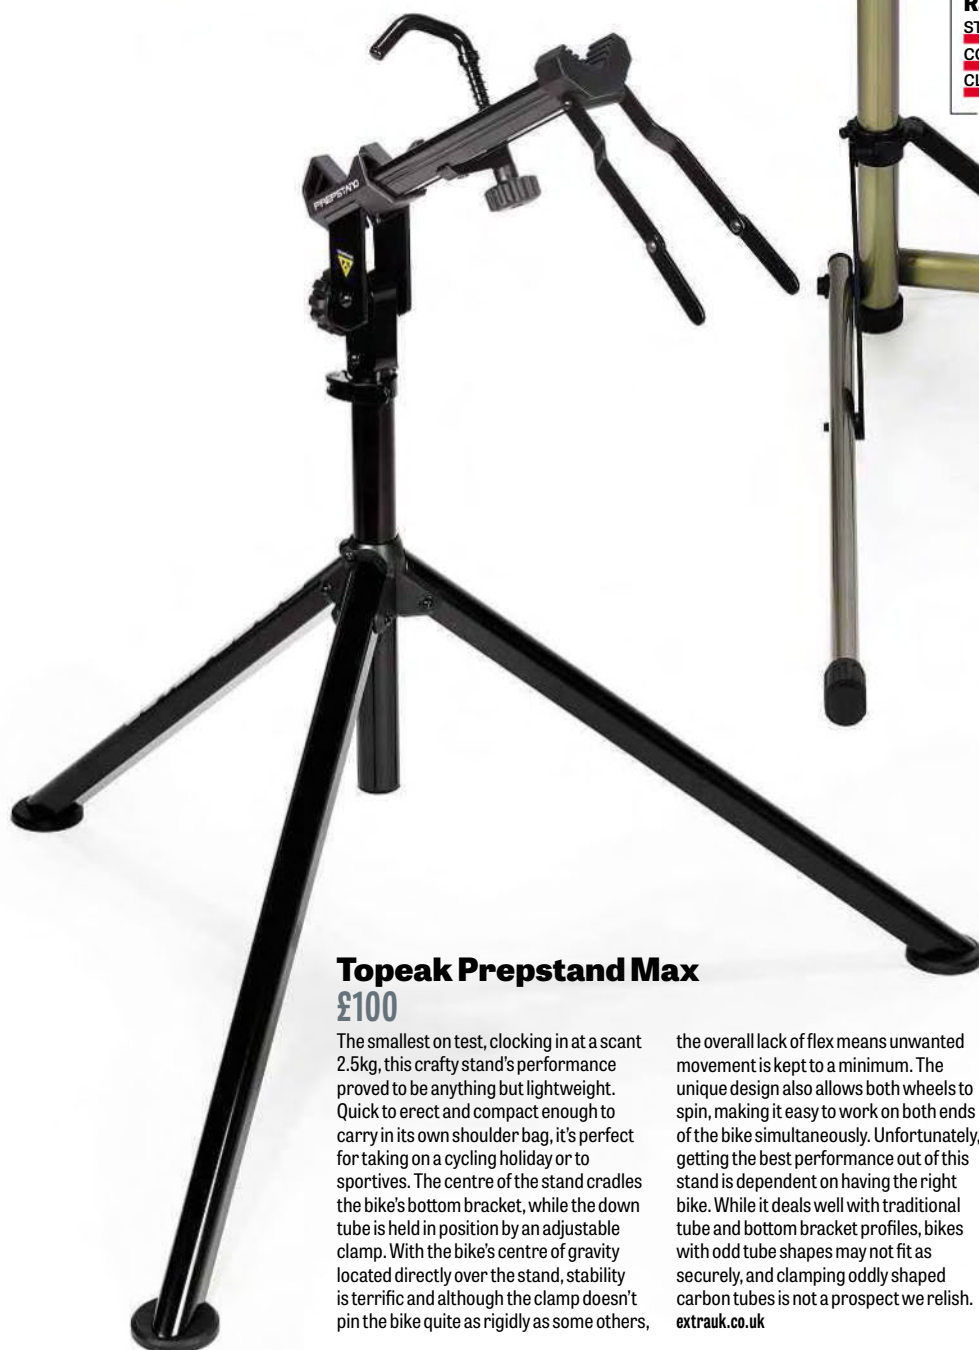 PREPSTAND
Topeak Prepstand Max
£100
The smallest on test, clocking in at a scant
2.5kg, this crafty stand's performance
proved to be anything but lightweight.
Quick to erect and compact enough to
carry in its own shoulder bag, it's perfect
for taking on a cycling holiday or to
sportives. The centre of the stand cradles
the bike's bottom bracket, while the down
tube is held in position by an adjustable
clamp. With the bike's centre of gravity
located directly over the stand, stability
is terrific and although the clamp doesn't
pin the bike quite as rigidly as some others,
the overall lack of flex means unwanted
movement is kept to a minimum. The
unique design also allows both wheels to
spin, making it easy to work on both ends
of the bike simultaneously. Unfortunately,
getting the best performance out of this
stand is dependent on having the right
bike. While it deals well with traditional
tube and bottom bracket profiles, bikes
with odd tube shapes may not fit as
securely, and clamping oddly shaped
carbon tubes is not a prospect we relish.
extrauk.co.uk